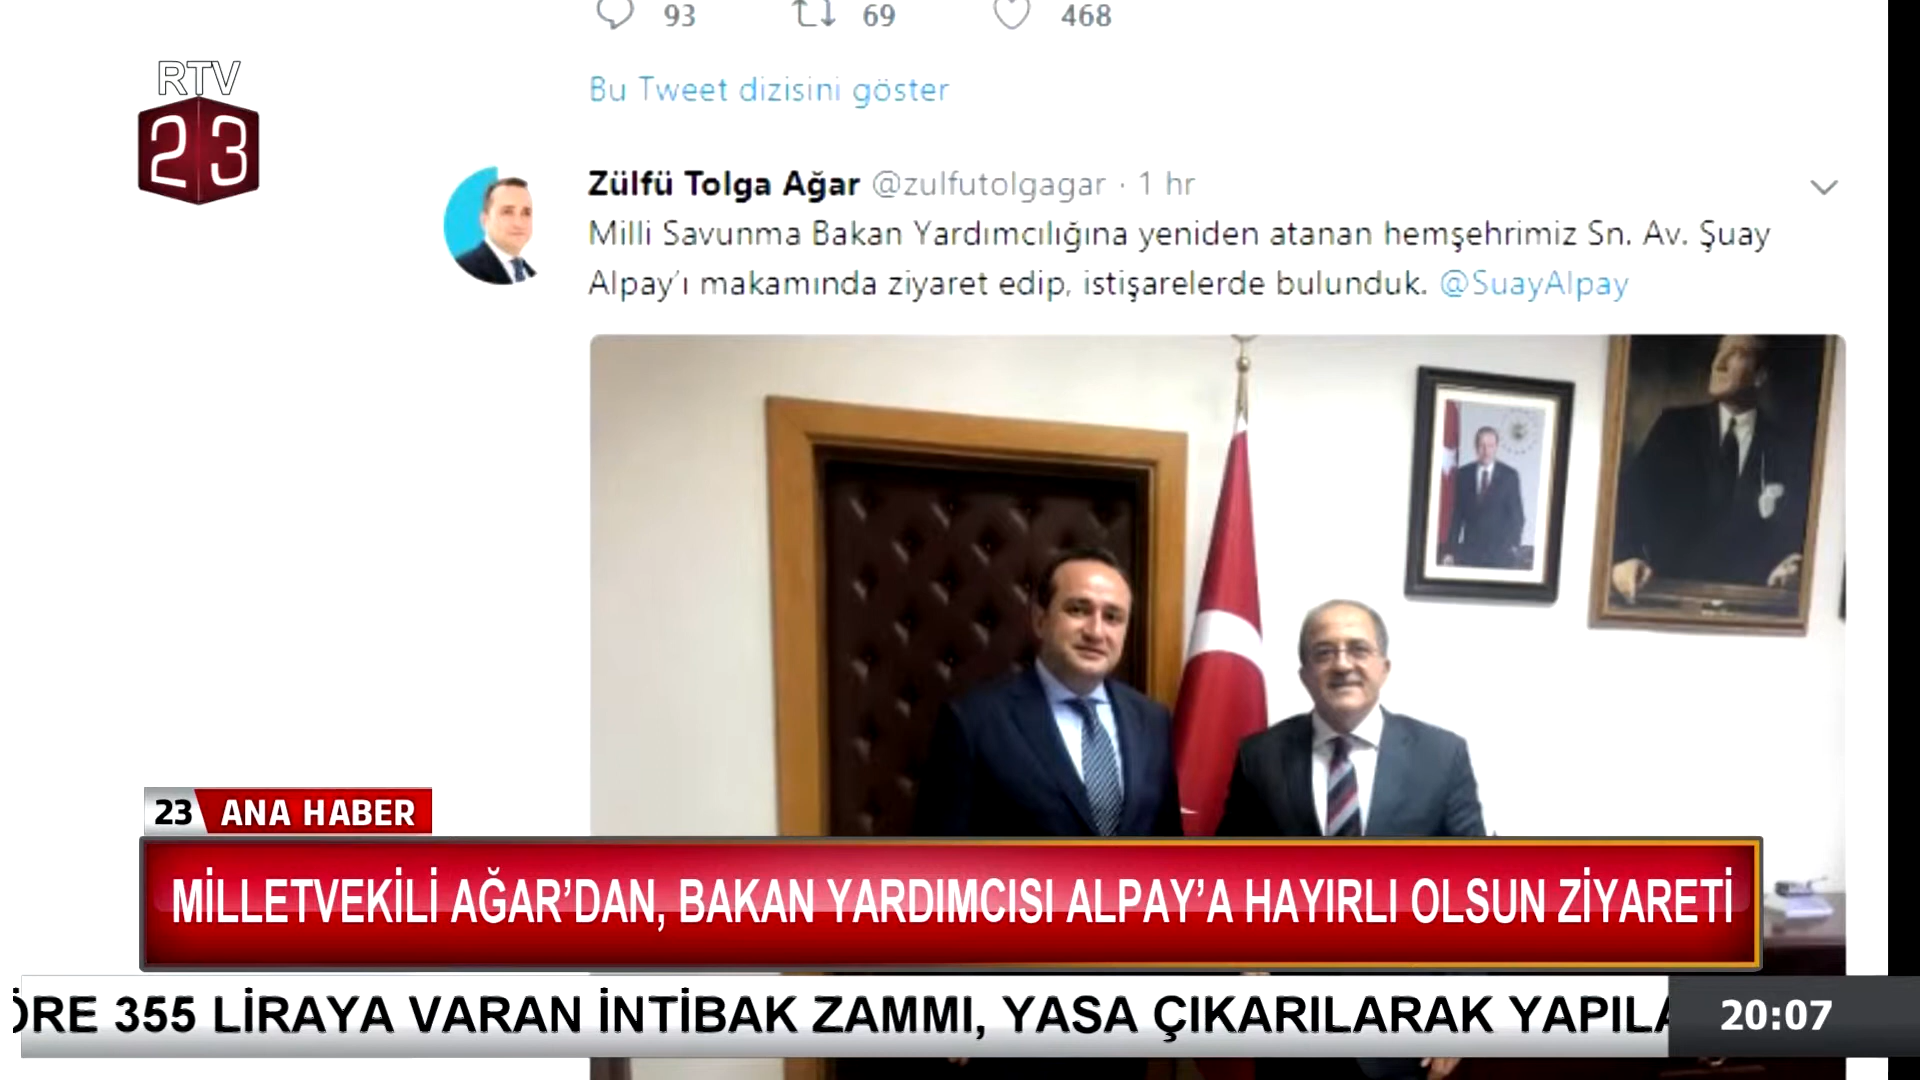 93 69 468
Bu Tweet dizisini göster
RTV
23
Zülfü Tolga Ağar @zulfutolgagar · 1 hr
Milli Savunma Bakan Yardımcılığına yeniden atanan hemşehrimiz Sn. Av. Şuay
Alpay'ı makamında ziyaret edip, istişarelerde bulunduk. @SuayAlpay
23 ANA HABER
MİLLETVEKİLİ AĞAR'DAN, BAKAN YARDIMCISI ALPAY'A HAYIRLI OLSUN ZİYARETİ
ÖRE 355 LİRAYA VARAN İNTİBAK ZAMMI, YASA ÇIKARILARAK YAPILA
20:07